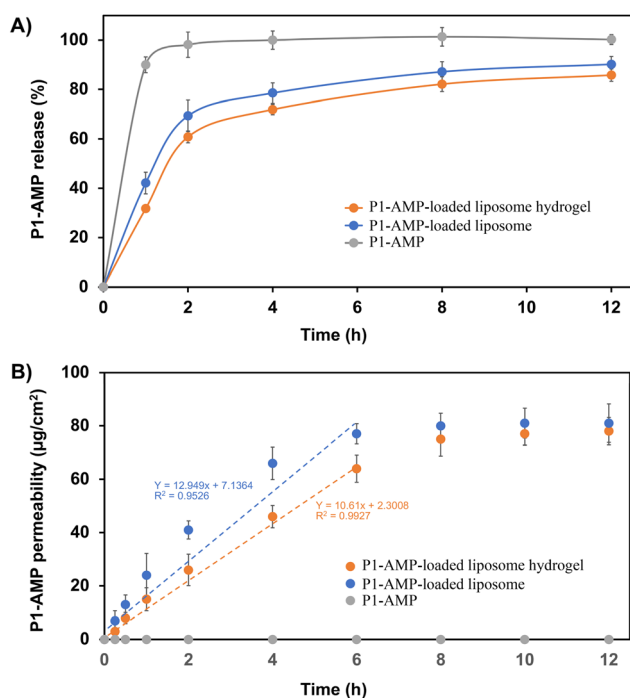 A)
P1-AMP release (%)
100
80
60
40
20
0
P1-AMP-loaded liposome hydrogel
P1-AMP-loaded liposome
P1-AMP
0 2 4 6 8 10 12
Time (h)
B)
P1-AMP permeability (µg/cm²)
100
80
60
40
20
0
Y = 12.949x + 7.1364
R² = 0.9526
Y = 10.61x + 2.3008
R² = 0.9927
P1-AMP-loaded liposome hydrogel
P1-AMP-loaded liposome
P1-AMP
0 2 4 6 8 10 12
Time (h)